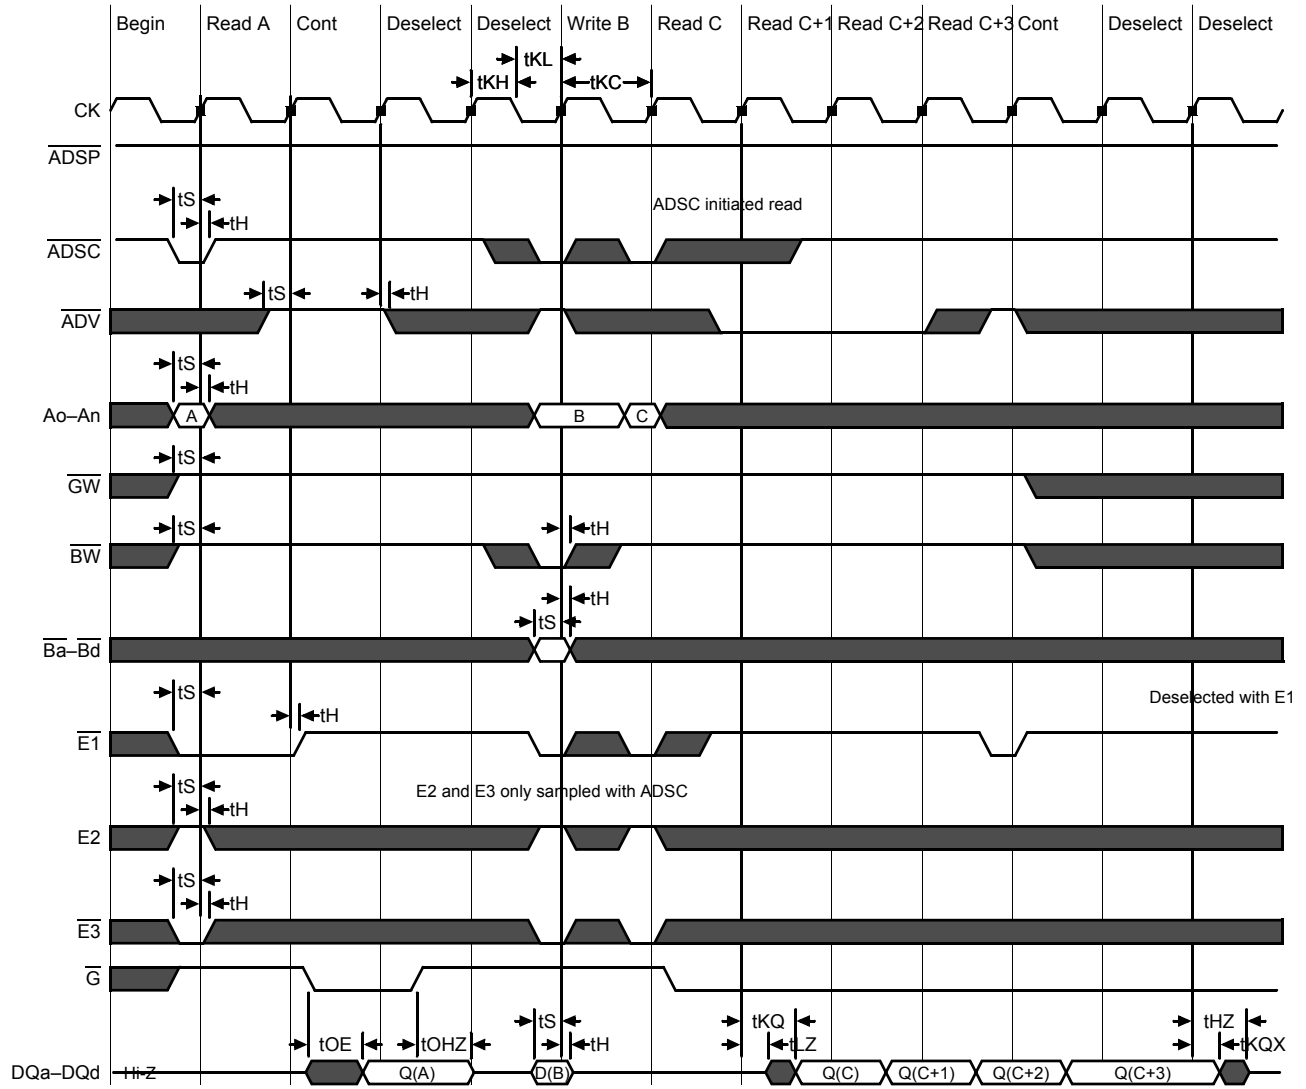 Begin Read A Cont Deselect Deselect Write B Read C Read C+1 Read C+2 Read C+3 Cont Deselect Deselect
tKL
tKH tKC
CK
ADSP
tS
ADSC initiated read
tH
ADSC
tS tH
ADV
tS
tH
Ao–An A B C
tS
GW
tS tH
BW
tH
tS
Ba–Bd
tS
Deselected with E1
tH
E1
tS
E2 and E3 only sampled with ADSC
tH
E2
tS
tH
E3
G
tS tKQ tHZ
tOE tOHZ tH tLZ tKQX
DQa–DQd Hi-Z Q(A) D(B) Q(C) Q(C+1) Q(C+2) Q(C+3)